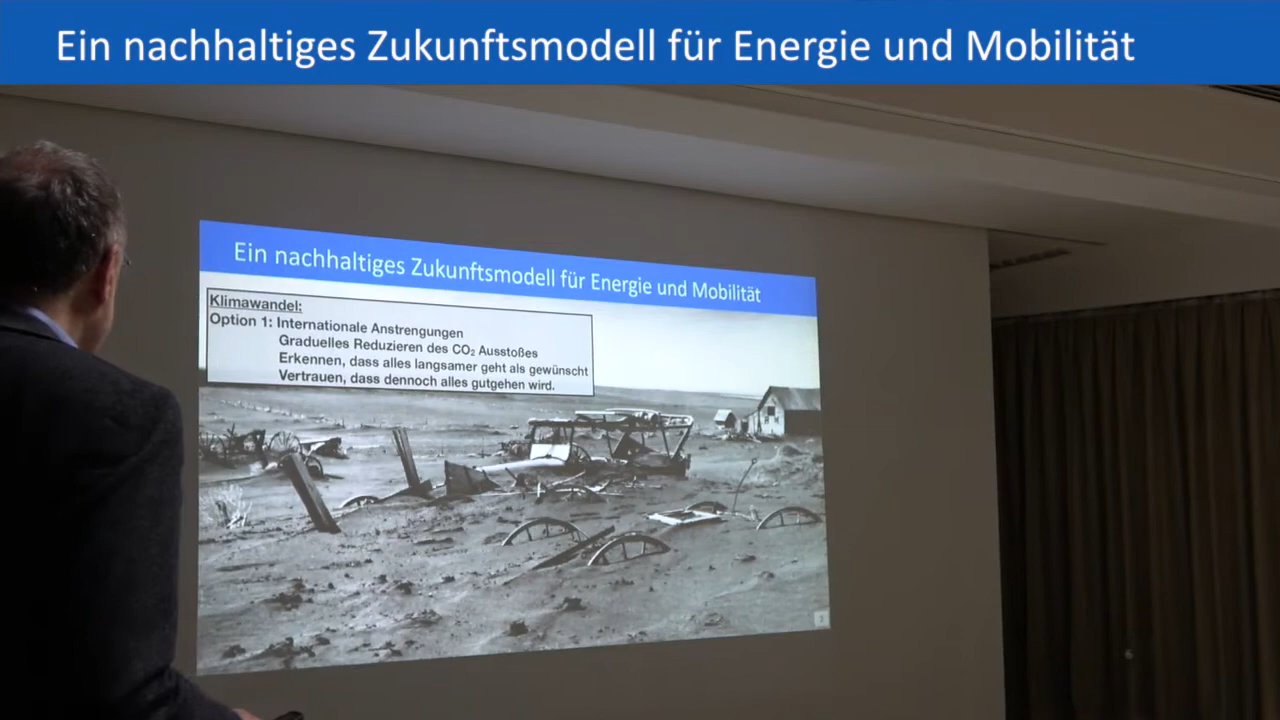 Ein nachhaltiges Zukunftsmodell für Energie und Mobilität
Ein nachhaltiges Zukunftsmodell für Energie und Mobilität
Klimawandel:
Option 1: Internationale Anstrengungen
Graduelles Reduzieren des CO₂ Ausstoßes
Erkennen, dass alles langsamer geht als gewünscht
Vertrauen, dass dennoch alles gutgehen wird.